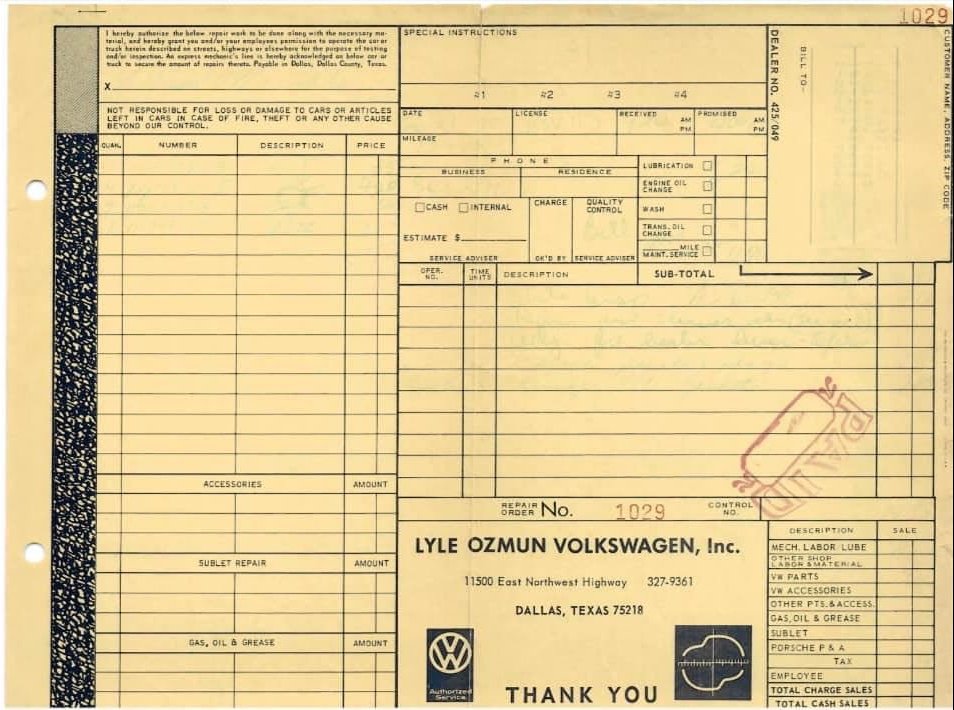 1029
I hereby authorize the below repair work to be done along with the necessary ma-
terial, and hereby grant you and/or your employees permission to operate the car or
truck herein described on streets, highways or elsewhere for the purpose of testing
and/or inspection. An express mechanic's lien is hereby acknowledged on below car or
truck to secure the amount of repairs thereto. Payable in Dallas, Dallas County, Texas.
X
NOT RESPONSIBLE FOR LOSS OR DAMAGE TO CARS OR ARTICLES
LEFT IN CARS IN CASE OF FIRE, THEFT OR ANY OTHER CAUSE
BEYOND OUR CONTROL.
QUAN. NUMBER DESCRIPTION PRICE
ACCESSORIES AMOUNT
SUBLET REPAIR AMOUNT
GAS, OIL & GREASE AMOUNT
SPECIAL INSTRUCTIONS
#1 #2 #3 #4
DATE LICENSE RECEIVED AM PM PROMISED AM PM
MILEAGE
PHONE
BUSINESS RESIDENCE
CASH INTERNAL CHARGE QUALITY CONTROL
ESTIMATE $
SERVICE ADVISER OK'D BY SERVICE ADVISER
LUBRICATION
ENGINE OIL
CHANGE
WASH
TRANS. OIL
CHANGE
MILE
MAINT. SERVICE
DEALER NO. 425/049
BILL TO-
CUSTOMER NAME, ADDRESS, ZIP CODE
OPER. NO. TIME UNITS DESCRIPTION SUB-TOTAL
PAID
REPAIR ORDER No. 1029 CONTROL NO.
LYLE OZMUN VOLKSWAGEN, Inc.
11500 East Northwest Highway 327-9361
DALLAS, TEXAS 75218
Authorized
Service
THANK YOU
DESCRIPTION SALE
MECH. LABOR LUBE
OTHER SHOP
LABOR & MATERIAL
VW PARTS
VW ACCESSORIES
OTHER PTS. & ACCESS.
GAS, OIL & GREASE
SUBLET
PORSCHE P & A
TAX
EMPLOYEE
TOTAL CHARGE SALES
TOTAL CASH SALES